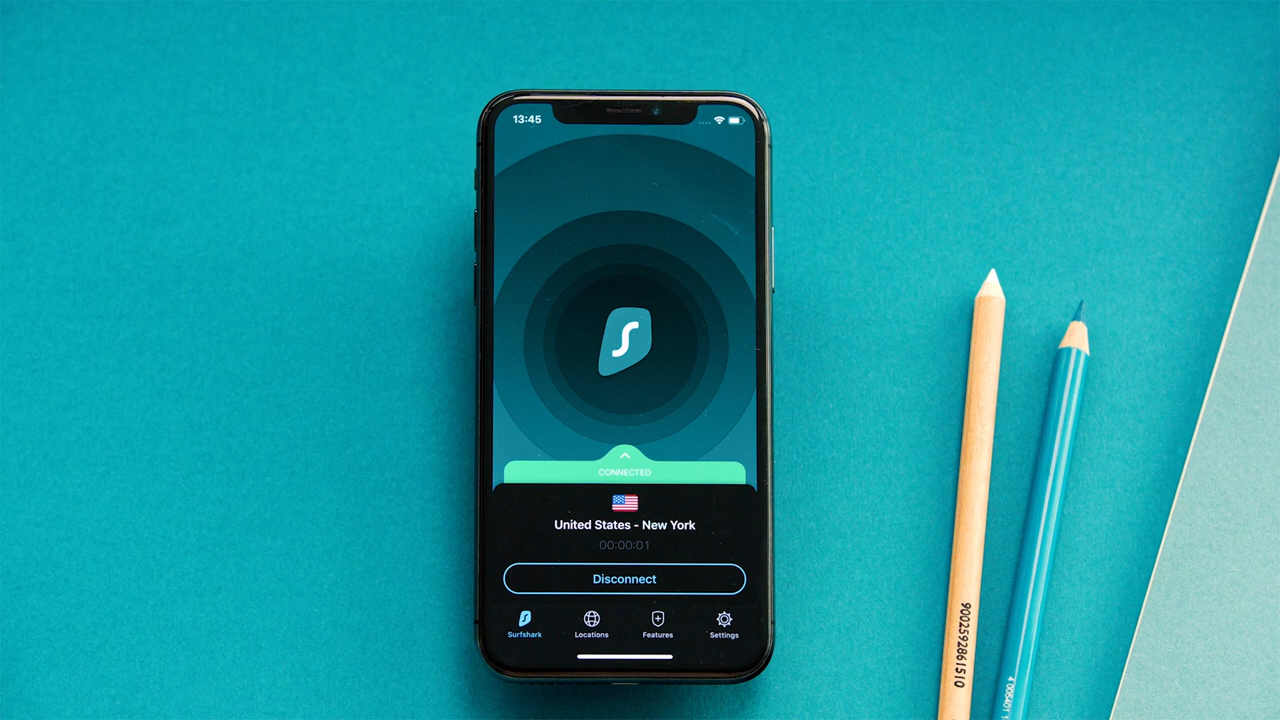 13:45
CONNECTED
United States - New York
00:00:01
Disconnect
Surfshark Locations Features Settings
9002592861510